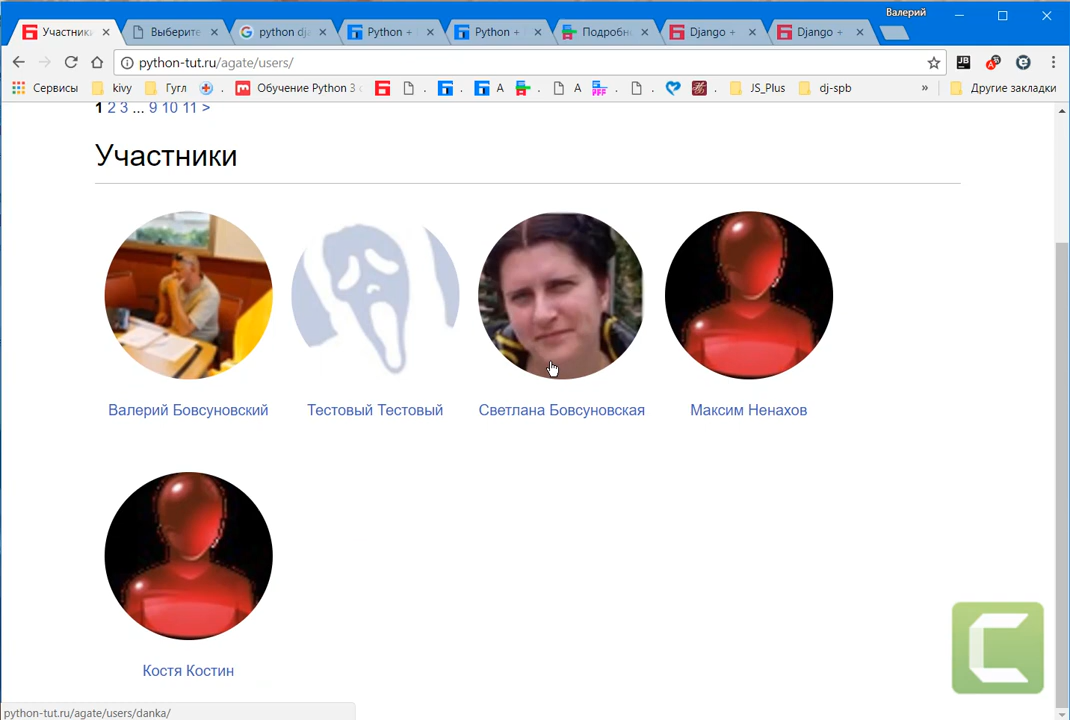 Валерий
Участник
Выберите
python dj
Python +
Python +
Подробн
Django +
Django +
python-tut.ru/agate/users/
Сервисы
kivy
Гугл
.
Обучение Python 3
.
.
A
.
A
.
.
.
JS_Plus
dj-spb
»
Другие закладки
1 2 3 ... 9 10 11 >
Участники
Валерий Бовсуновский
Тестовый Тестовый
Светлана Бовсуновская
Максим Ненахов
Костя Костин
python-tut.ru/agate/users/danka/